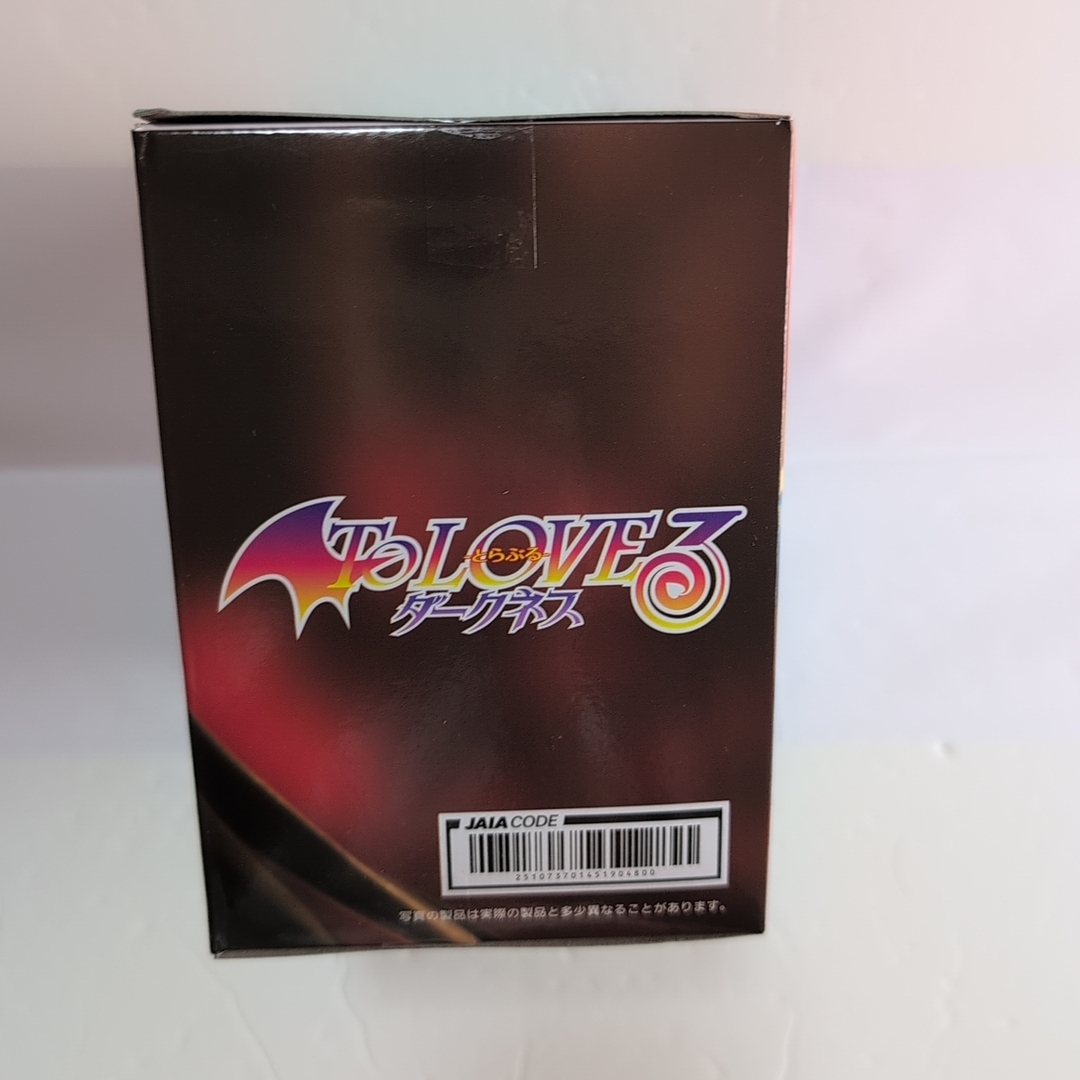 To LOVEる
-とらぶる-
ダークネス
JAIA CODE
251073701451904800
写真の製品は実際の製品と多少異なることがあります。